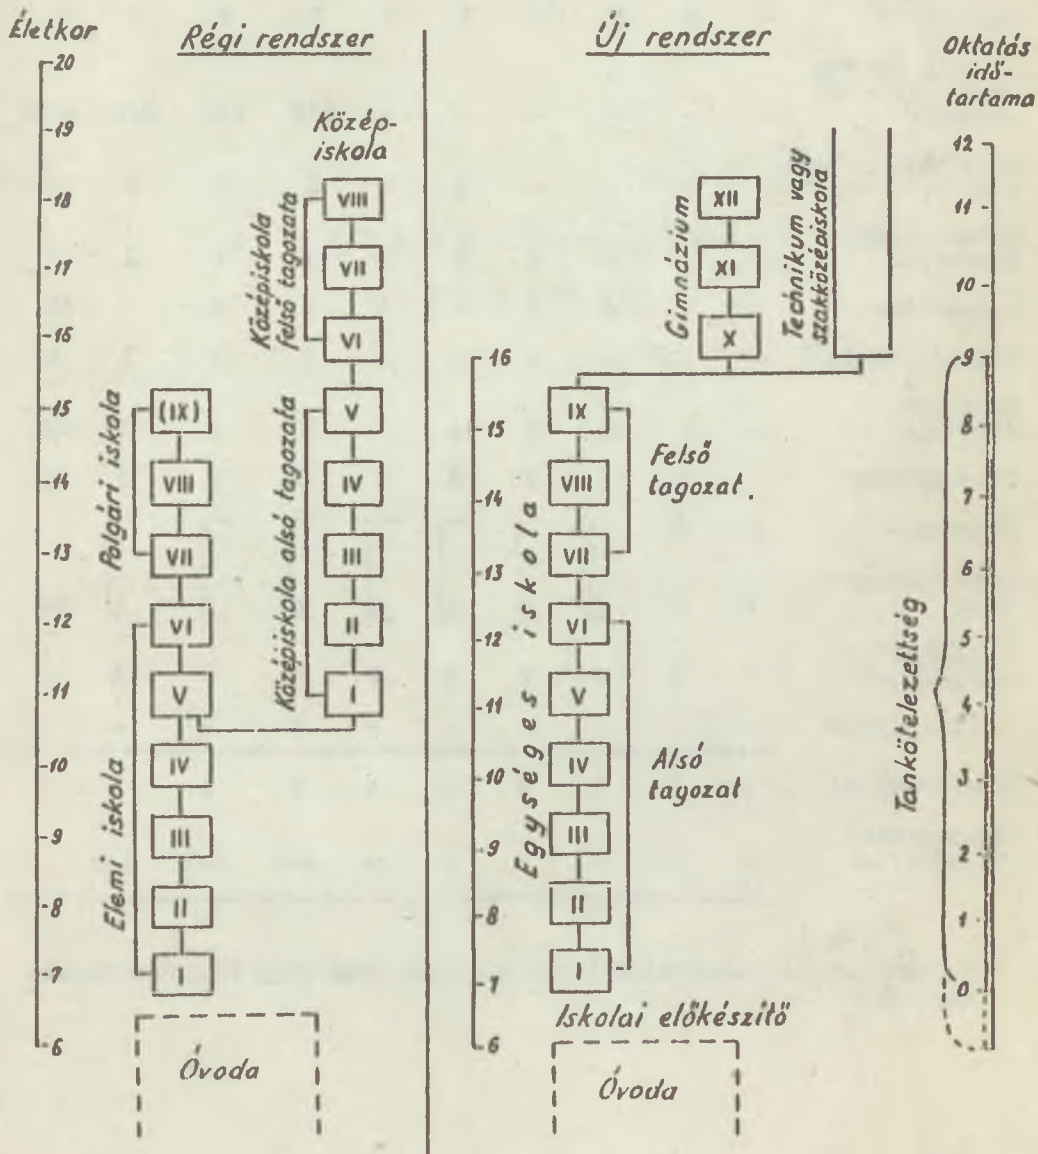 Életkor
Régi rendszer
20
19
18
17
16
15
14
13
12
11
10
9
8
7
6
Közép-
iskola
VIII
VII
VI
V
IV
III
II
I
Középiskola
felső tagozata
Középiskola alsó tagozata
Polgári iskola
(IX)
VIII
VII
VI
V
IV
III
II
I
Elemi iskola
Óvoda
Új rendszer
16
15
14
13
12
11
10
9
8
7
6
Egységes iskola
Gimnázium
XII
XI
X
Technikum vagy
szakközépiskola
IX
VIII
VII
VI
V
IV
III
II
I
Felső
tagozat.
Alsó
tagozat
Iskolai előkészítő
Óvoda
Oktatás
idő-
tartama
12
11
10
9
8
7
6
5
4
3
2
1
0
Tankötelezettség